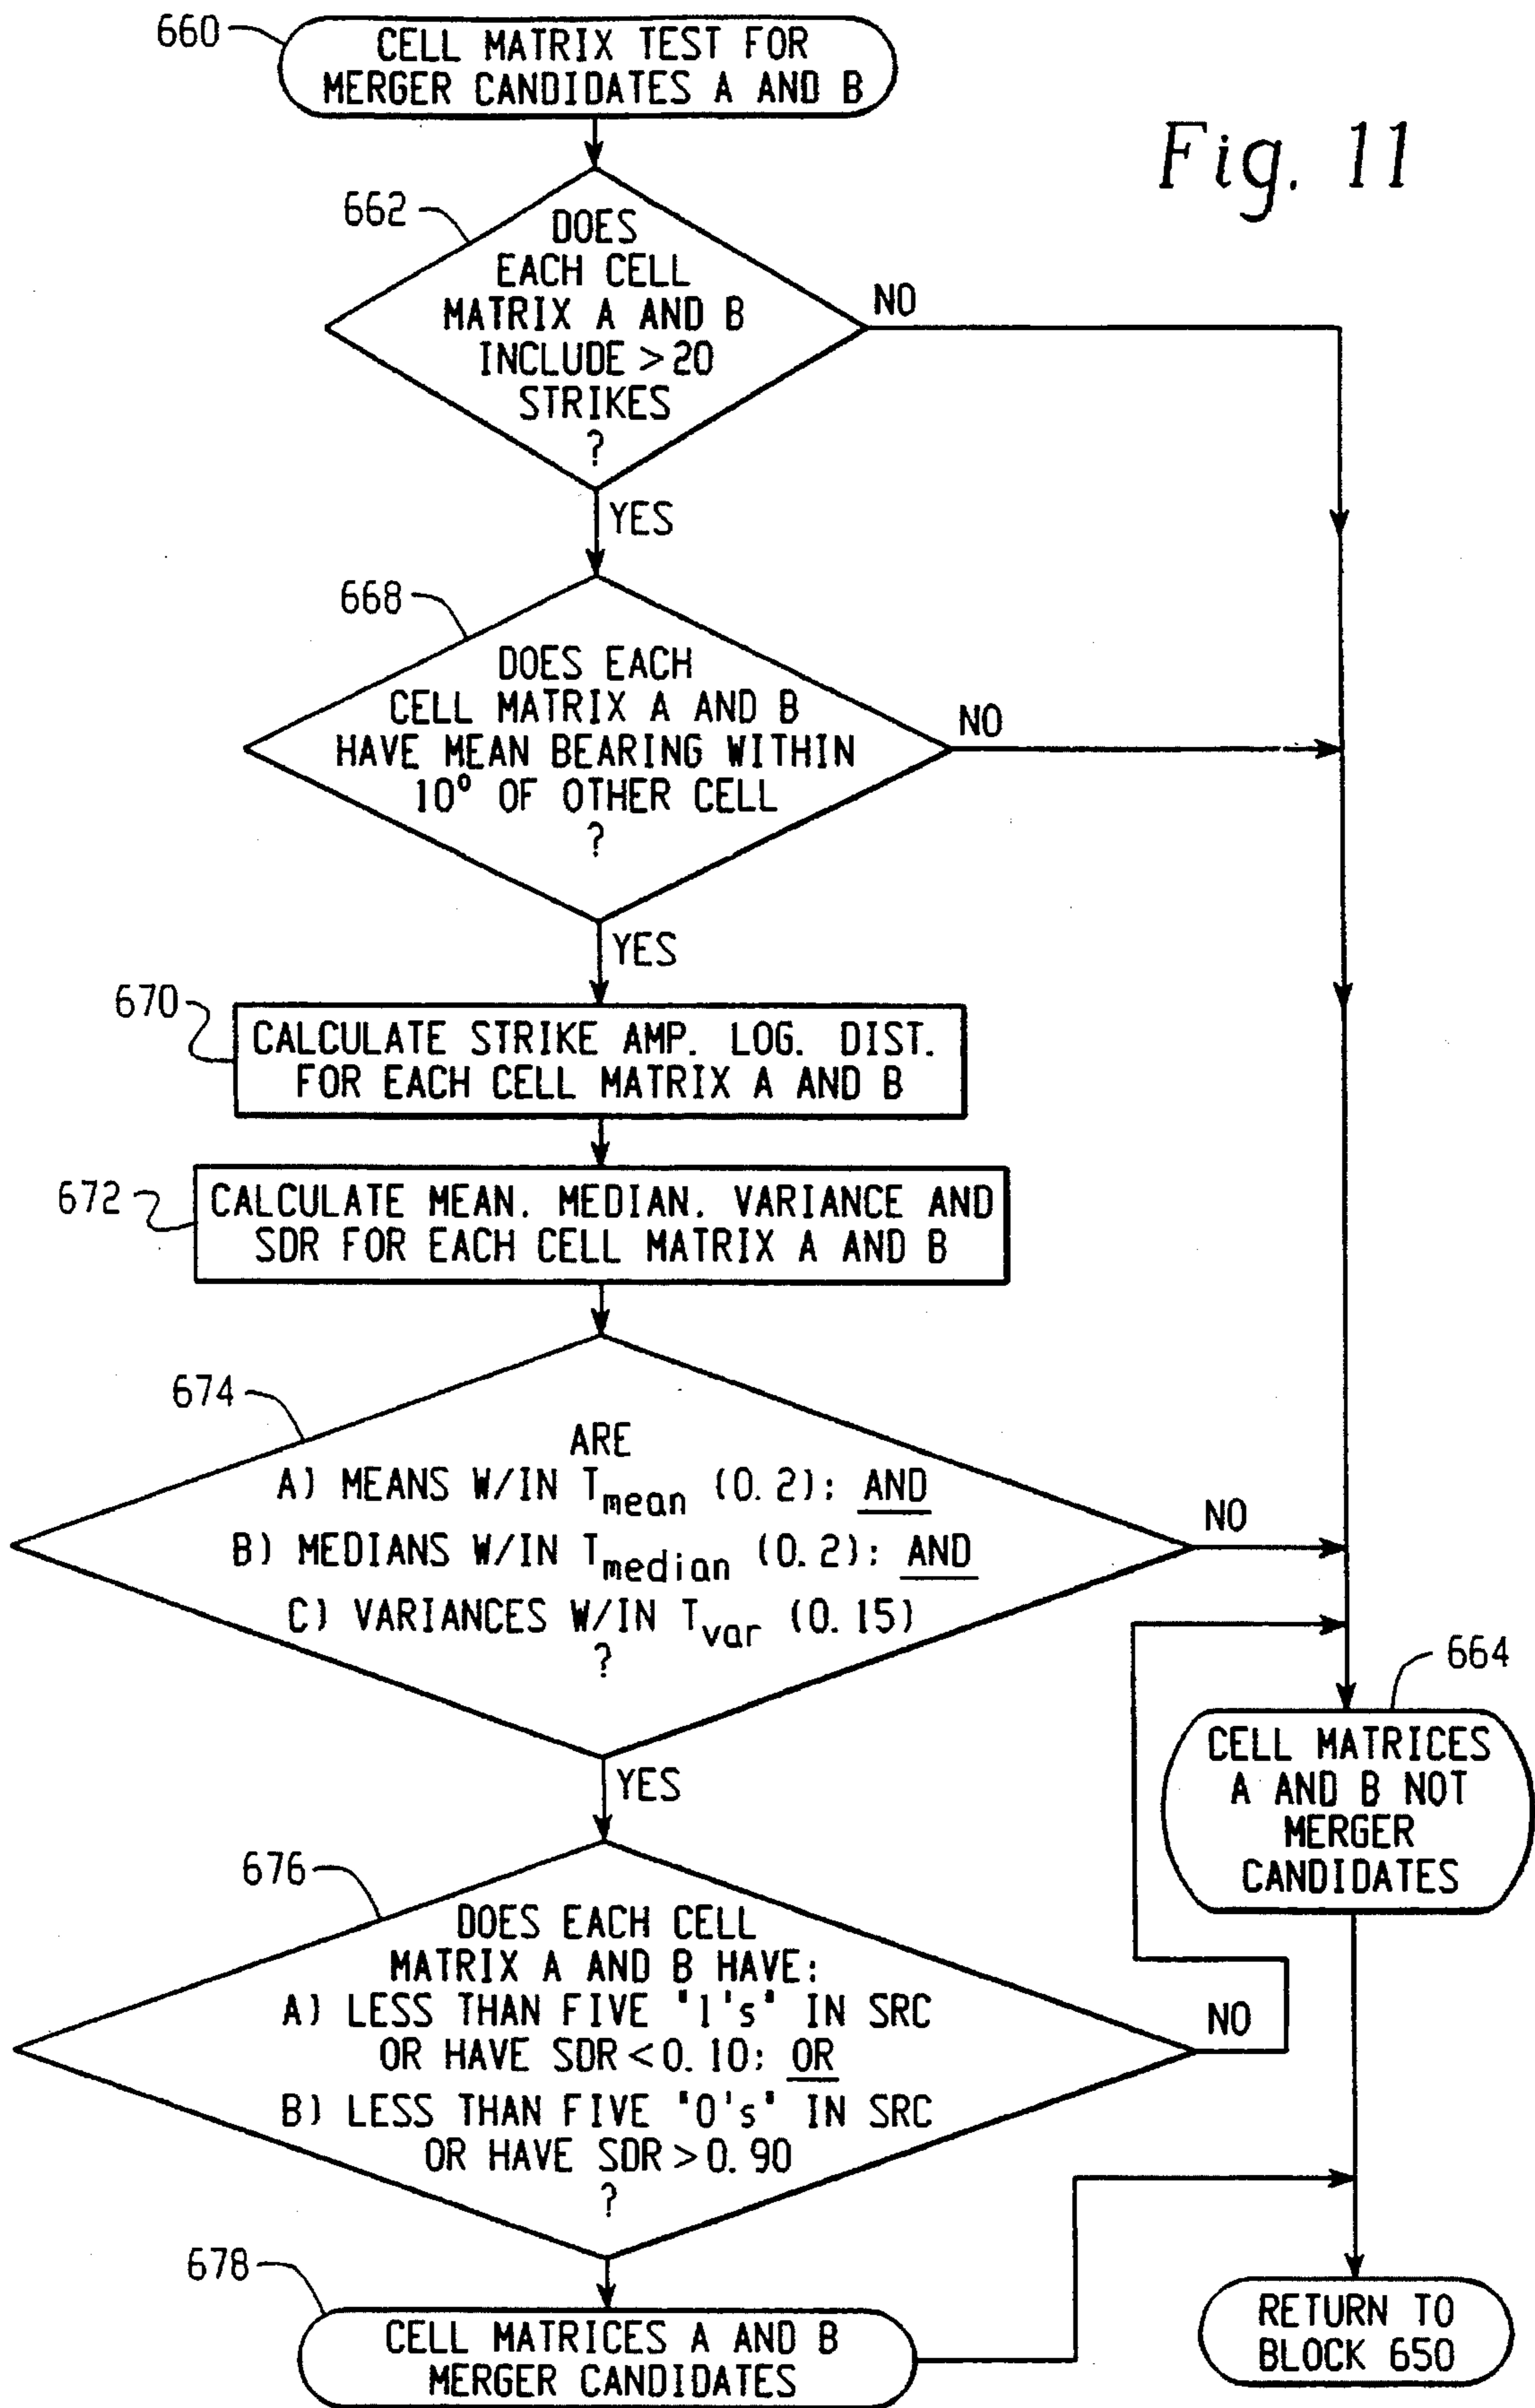 660
CELL MATRIX TEST FOR
MERGER CANDIDATES A AND B
Fig. 11
662
DOES
EACH CELL
MATRIX A AND B
INCLUDE >20
STRIKES
?
NO
YES
668
DOES EACH
CELL MATRIX A AND B
HAVE MEAN BEARING WITHIN
10° OF OTHER CELL
?
NO
YES
670
CALCULATE STRIKE AMP. LOG. DIST.
FOR EACH CELL MATRIX A AND B
672
CALCULATE MEAN. MEDIAN. VARIANCE AND
SDR FOR EACH CELL MATRIX A AND B
674
ARE
A) MEANS W/IN Tmean (0.2): AND
B) MEDIANS W/IN Tmedian (0.2): AND
C) VARIANCES W/IN Tvar (0.15)
?
NO
YES
664
CELL MATRICES
A AND B NOT
MERGER
CANDIDATES
676
DOES EACH CELL
MATRIX A AND B HAVE:
A) LESS THAN FIVE "1's" IN SRC
OR HAVE SDR<0.10: OR
B) LESS THAN FIVE "0's" IN SRC
OR HAVE SDR>0.90
?
NO
678
CELL MATRICES A AND B
MERGER CANDIDATES
RETURN TO
BLOCK 650